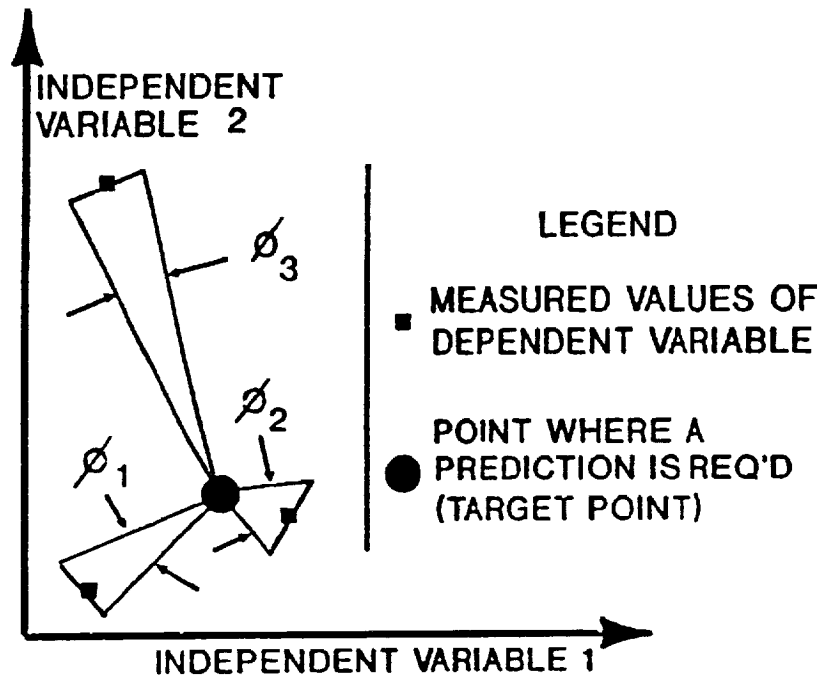 INDEPENDENT
VARIABLE 2
ø3
ø2
ø1
INDEPENDENT VARIABLE 1
LEGEND
MEASURED VALUES OF
DEPENDENT VARIABLE
POINT WHERE A
PREDICTION IS REQ'D
(TARGET POINT)